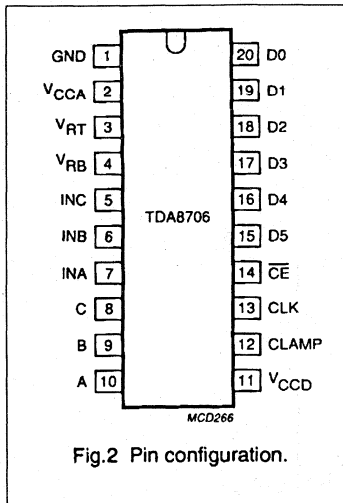 GND 1 20 D0
VCCA 2 19 D1
VRT 3 18 D2
VRB 4 17 D3
INC 5 16 D4
TDA8706
INB 6 15 D5
INA 7 14 C̅E̅
C 8 13 CLK
B 9 12 CLAMP
A 10 11 VCCD
MCD266
Fig.2 Pin configuration.